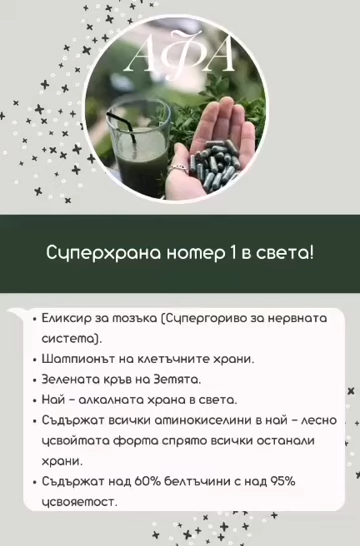 АФА
Суперхрана номер 1 в света!
• Еликсир за мозъка (Супергориво за нервната
система).
• Шампионът на клетъчните храни.
• Зелената кръв на Земята.
• Най - алкалната храна в света.
• Съдържат всички аминокиселини в най - лесно
усвоймата форма спрямо всички останали
храни.
• Съдържат над 60% белтъчини с над 95%
усвояемост.